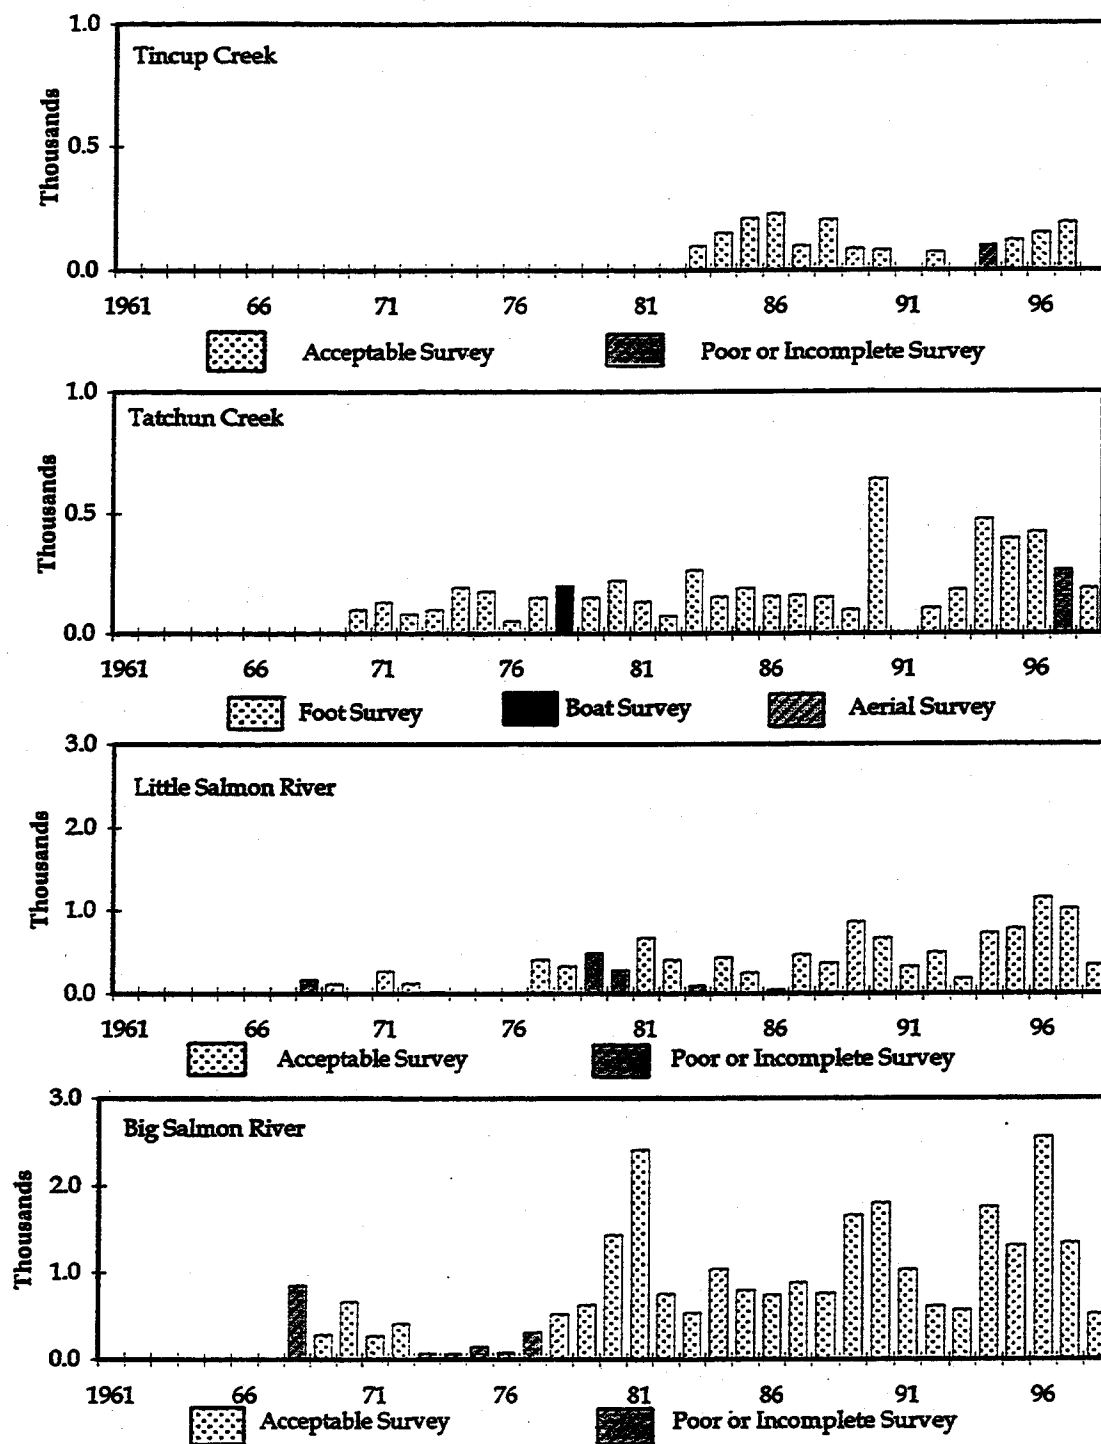 1.0
Tincup Creek
Thousands
0.5
0.0
1961 66 71 76 81 86 91 96
Acceptable Survey Poor or Incomplete Survey
1.0
Tatchun Creek
Thousands
0.5
0.0
1961 66 71 76 81 86 91 96
Foot Survey Boat Survey Aerial Survey
3.0
Little Salmon River
2.0
Thousands
1.0
0.0
1961 66 71 76 81 86 91 96
Acceptable Survey Poor or Incomplete Survey
3.0
Big Salmon River
2.0
Thousands
1.0
0.0
1961 66 71 76 81 86 91 96
Acceptable Survey Poor or Incomplete Survey